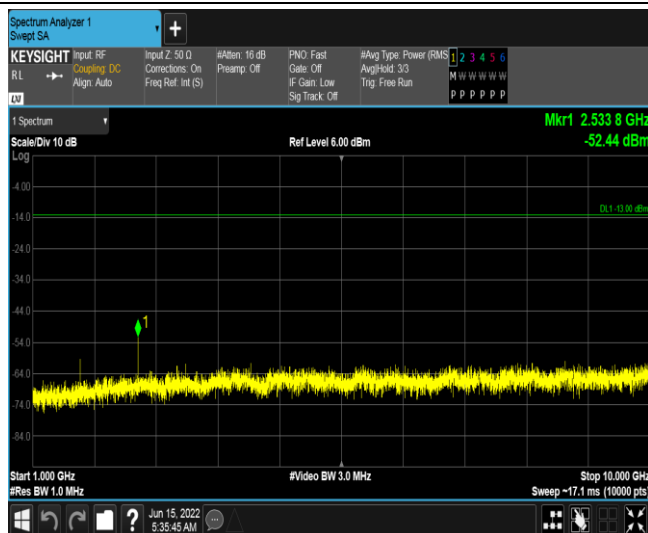 Spectrum Analyzer 1
Swept SA
+
KEYSIGHT
RL
LXI
Input: RF
Coupling: DC
Align: Auto
Input Z: 50 Ω
Corrections: On
Freq Ref: Int (S)
#Atten: 16 dB
Preamp: Off
PNO: Fast
Gate: Off
IF Gain: Low
Sig Track: Off
#Avg Type: Power (RMS
Avg|Hold: 3/3
Trig: Free Run
1 2 3 4 5 6
M W W W W W
P P P P P P
1 Spectrum
Mkr1 2.533 8 GHz
Scale/Div 10 dB
Ref Level 6.00 dBm
-52.44 dBm
Log
-4.00
DL1 -13.00 dBm
-14.0
-24.0
-34.0
-44.0
1
-54.0
-64.0
-74.0
-84.0
Start 1.000 GHz
#Video BW 3.0 MHz
Stop 10.000 GHz
#Res BW 1.0 MHz
Sweep ~17.1 ms (10000 pts)
?
Jun 15, 2022
5:35:45 AM